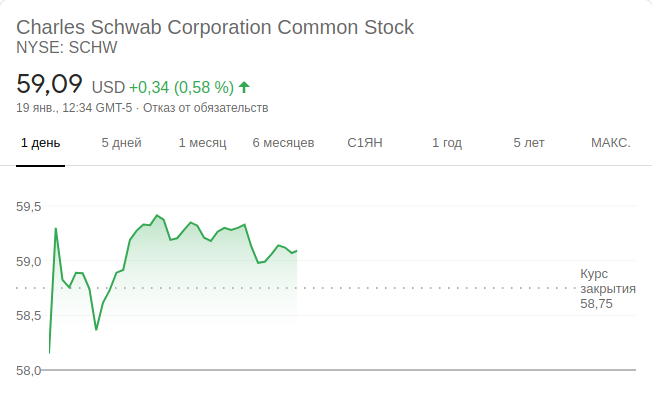 Charles Schwab Corporation Common Stock
NYSE: SCHW
59,09 USD +0,34 (0,58 %)
19 янв., 12:34 GMT-5 · Отказ от обязательств
1 день 5 дней 1 месяц 6 месяцев С1ЯН 1 год 5 лет МАКС.
59,5
59,0
58,5
58,0
Курс
закрытия
58,75